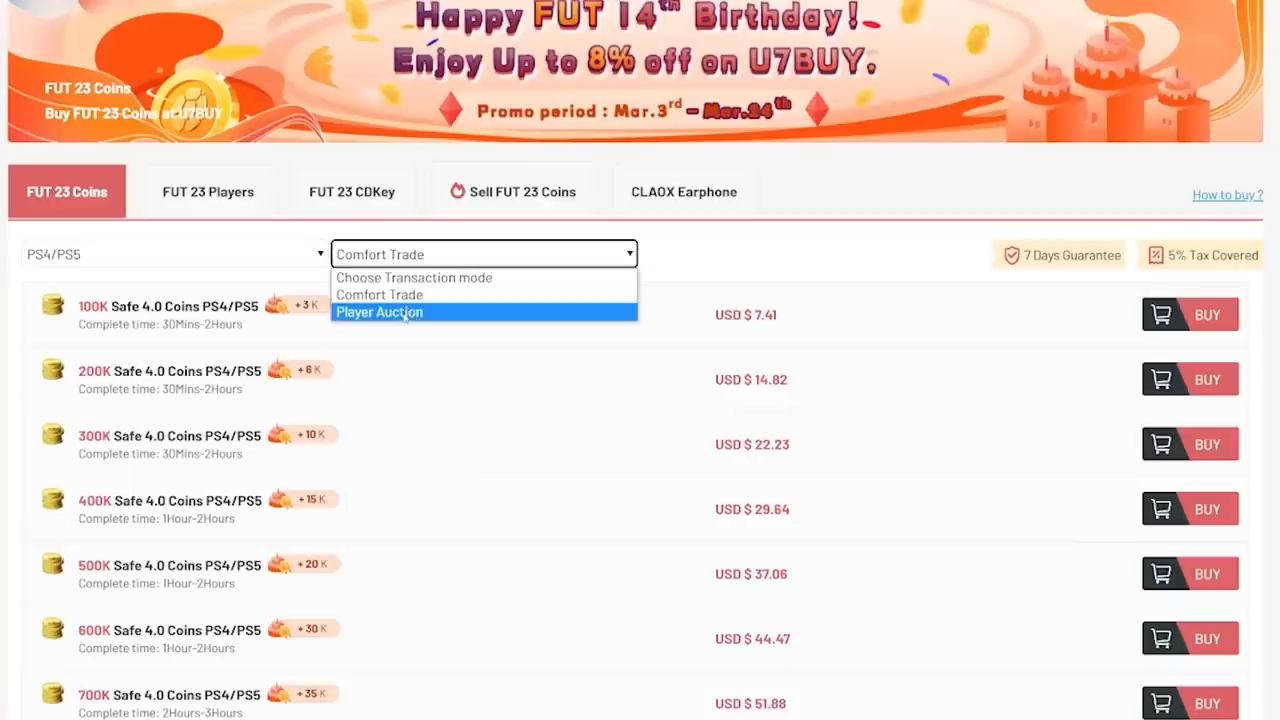 Happy FUT 14th Birthday!
Enjoy Up to 8% off on U7BUY.
FUT 23 Coins
Buy FUT 23 Coins at U7BUY
Promo period : Mar.3rd - Mar.24th
FUT 23 Coins
FUT 23 Players
FUT 23 CDKey
Sell FUT 23 Coins
CLAOX Earphone
How to buy ?
PS4/PS5
Comfort Trade
7 Days Guarantee
5% Tax Covered
Choose Transaction mode
Comfort Trade
Player Auction
100K Safe 4.0 Coins PS4/PS5 +3 K
Complete time: 30Mins-2Hours
USD $ 7.41
BUY
200K Safe 4.0 Coins PS4/PS5 +6 K
Complete time: 30Mins-2Hours
USD $ 14.82
BUY
300K Safe 4.0 Coins PS4/PS5 +10 K
Complete time: 30Mins-2Hours
USD $ 22.23
BUY
400K Safe 4.0 Coins PS4/PS5 +15 K
Complete time: 1Hour-2Hours
USD $ 29.64
BUY
500K Safe 4.0 Coins PS4/PS5 +20 K
Complete time: 1Hour-2Hours
USD $ 37.06
BUY
600K Safe 4.0 Coins PS4/PS5 +30 K
Complete time: 1Hour-2Hours
USD $ 44.47
BUY
700K Safe 4.0 Coins PS4/PS5 +35 K
Complete time: 2Hours-3Hours
USD $ 51.88
BUY